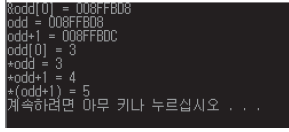 &odd[0] = 008FFBD8
odd = 008FFBD8
odd+1 = 008FFBDC
odd[0] = 3
*odd = 3
*odd+1 = 4
*(odd+1) = 5
계속하려면 아무 키나 누르십시오 . . .